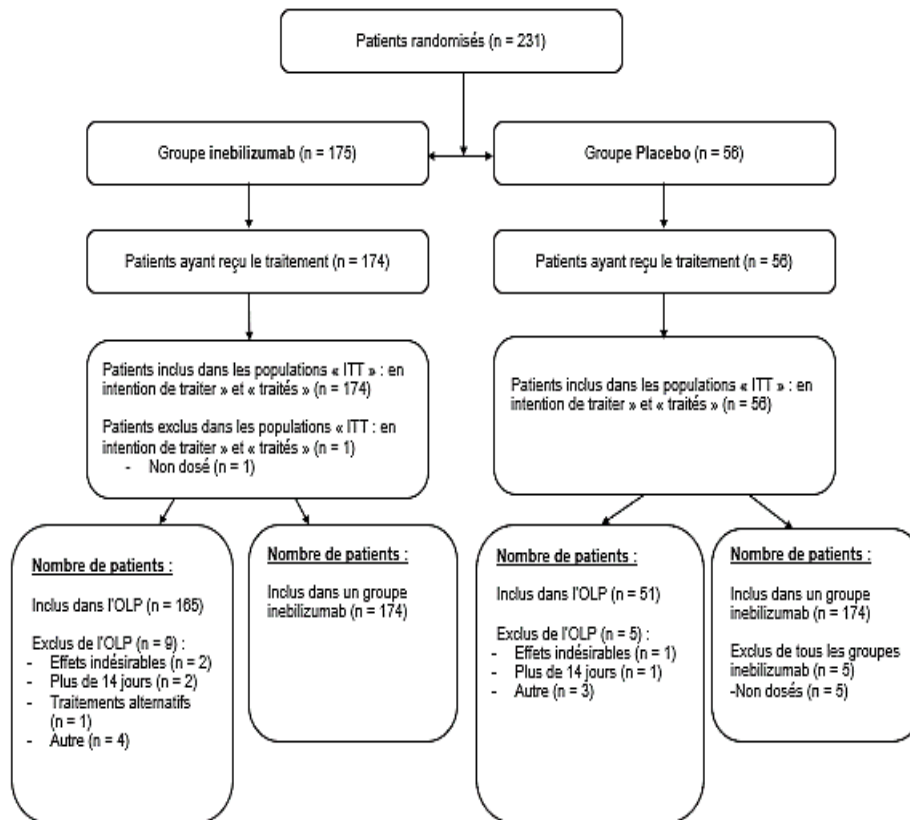 Patients randomisés (n = 231)
Groupe inebilizumab (n = 175)
Groupe Placebo (n = 56)
Patients ayant reçu le traitement (n = 174)
Patients ayant reçu le traitement (n = 56)
Patients inclus dans les populations « ITT » : en
intention de traiter » et « traités » (n = 174)
Patients exclus dans les populations « ITT : en
intention de traiter » et « traités » (n = 1)
- Non dosé (n = 1)
Patients inclus dans les populations « ITT » : en
intention de traiter » et « traités » (n = 56)
Nombre de patients :
Inclus dans l'OLP (n = 165)
Exclus de l'OLP (n = 9) :
- Effets indésirables (n = 2)
- Plus de 14 jours (n = 2)
- Traitements alternatifs
(n = 1)
- Autre (n = 4)
Nombre de patients :
Inclus dans un groupe
inebilizumab (n = 174)
Nombre de patients :
Inclus dans l'OLP (n = 51)
Exclus de l'OLP (n = 5) :
- Effets indésirables (n = 1)
- Plus de 14 jours (n = 1)
- Autre (n = 3)
Nombre de patients :
Inclus dans un groupe
inebilizumab (n = 174)
Exclus de tous les groupes
inebilizumab (n = 5)
-Non dosés (n = 5)